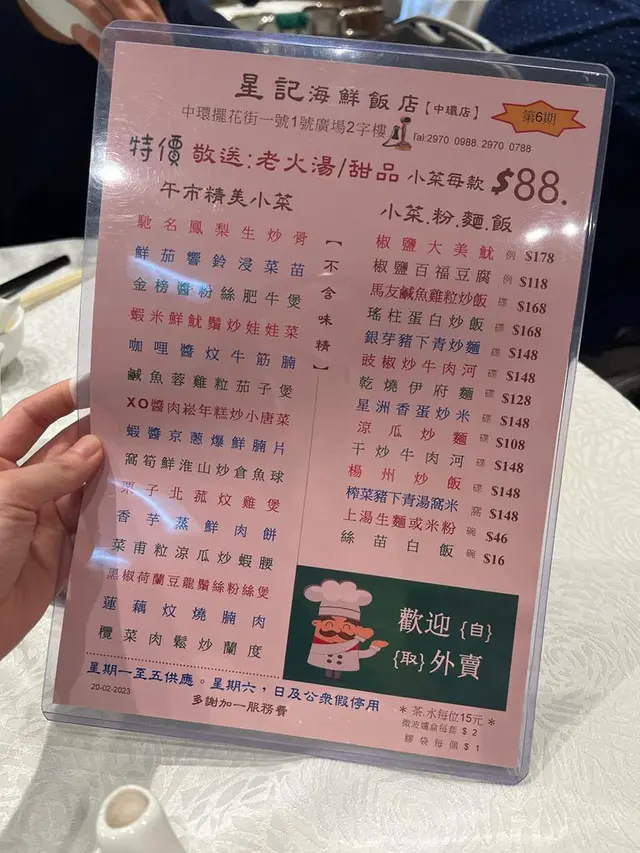 星記海鮮飯店【中環店】
中環擺花街一號1號廣場2字樓
Tel:2970 0988. 2970 0788
第6期
特價 敬送:老火湯/甜品 小菜每款 $88.
午市精美小菜
馳名鳳梨生炒骨
鮮茄響鈴浸菜苗
金榜醬粉絲肥牛煲
蝦米鮮魷鬚炒娃娃菜
咖哩醬炆牛筋腩
鹹魚蓉雞粒茄子煲
XO醬肉崧年糕炒小唐菜
蝦醬京蔥爆鮮腩片
窩筍鮮淮山炒倉魚球
栗子北菰炆雞煲
香芋蒸鮮肉餅
菜甫粒涼瓜炒蝦腰
黑椒荷蘭豆龍鬚絲粉絲煲
蓮藕炆燒腩肉
欖菜肉鬆炒蘭度
【不含味精】
小菜.粉.麵.飯
椒鹽大美魷 例 $178
椒鹽百福豆腐 例 $118
馬友鹹魚雞粒炒飯 碟 $168
瑤柱蛋白炒飯 碟 $168
銀芽豬下青炒麵 碟 $148
豉椒炒牛肉河 碟 $148
乾燒伊府麵 碟 $128
星洲香蛋炒米 碟 $148
涼瓜炒麵 碟 $108
干炒牛肉河 碟 $148
楊州炒飯 碟 $148
榨菜豬下青湯窩米 窩 $148
上湯生麵或米粉 碗 $46
絲苗白飯 碗 $16
歡迎{自}
{取}外賣
星期一至五供應。星期六，日及公眾假停用
20-02-2023
多謝加一服務費
＊茶.水每位15元＊
微波爐盒每套 $ 2
膠袋每個 $ 1